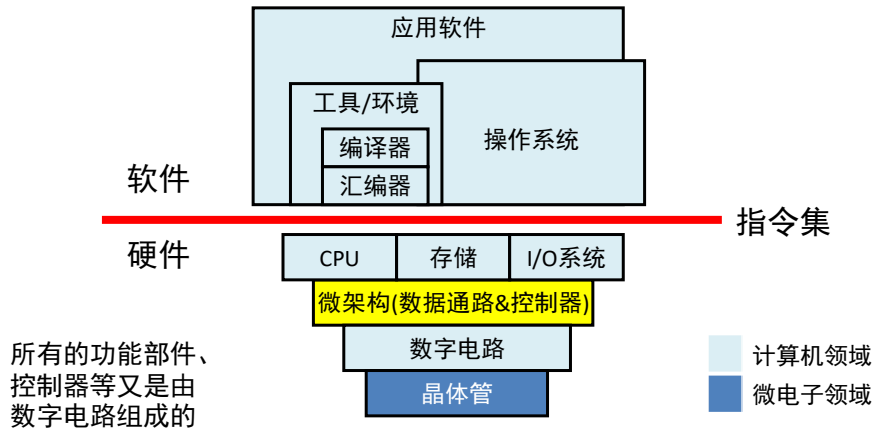 应用软件
工具/环境
编译器
汇编器
操作系统
软件
指令集
硬件
CPU
存储
I/O系统
微架构(数据通路&控制器)
数字电路
晶体管
所有的功能部件、
控制器等又是由
数字电路组成的
计算机领域
微电子领域